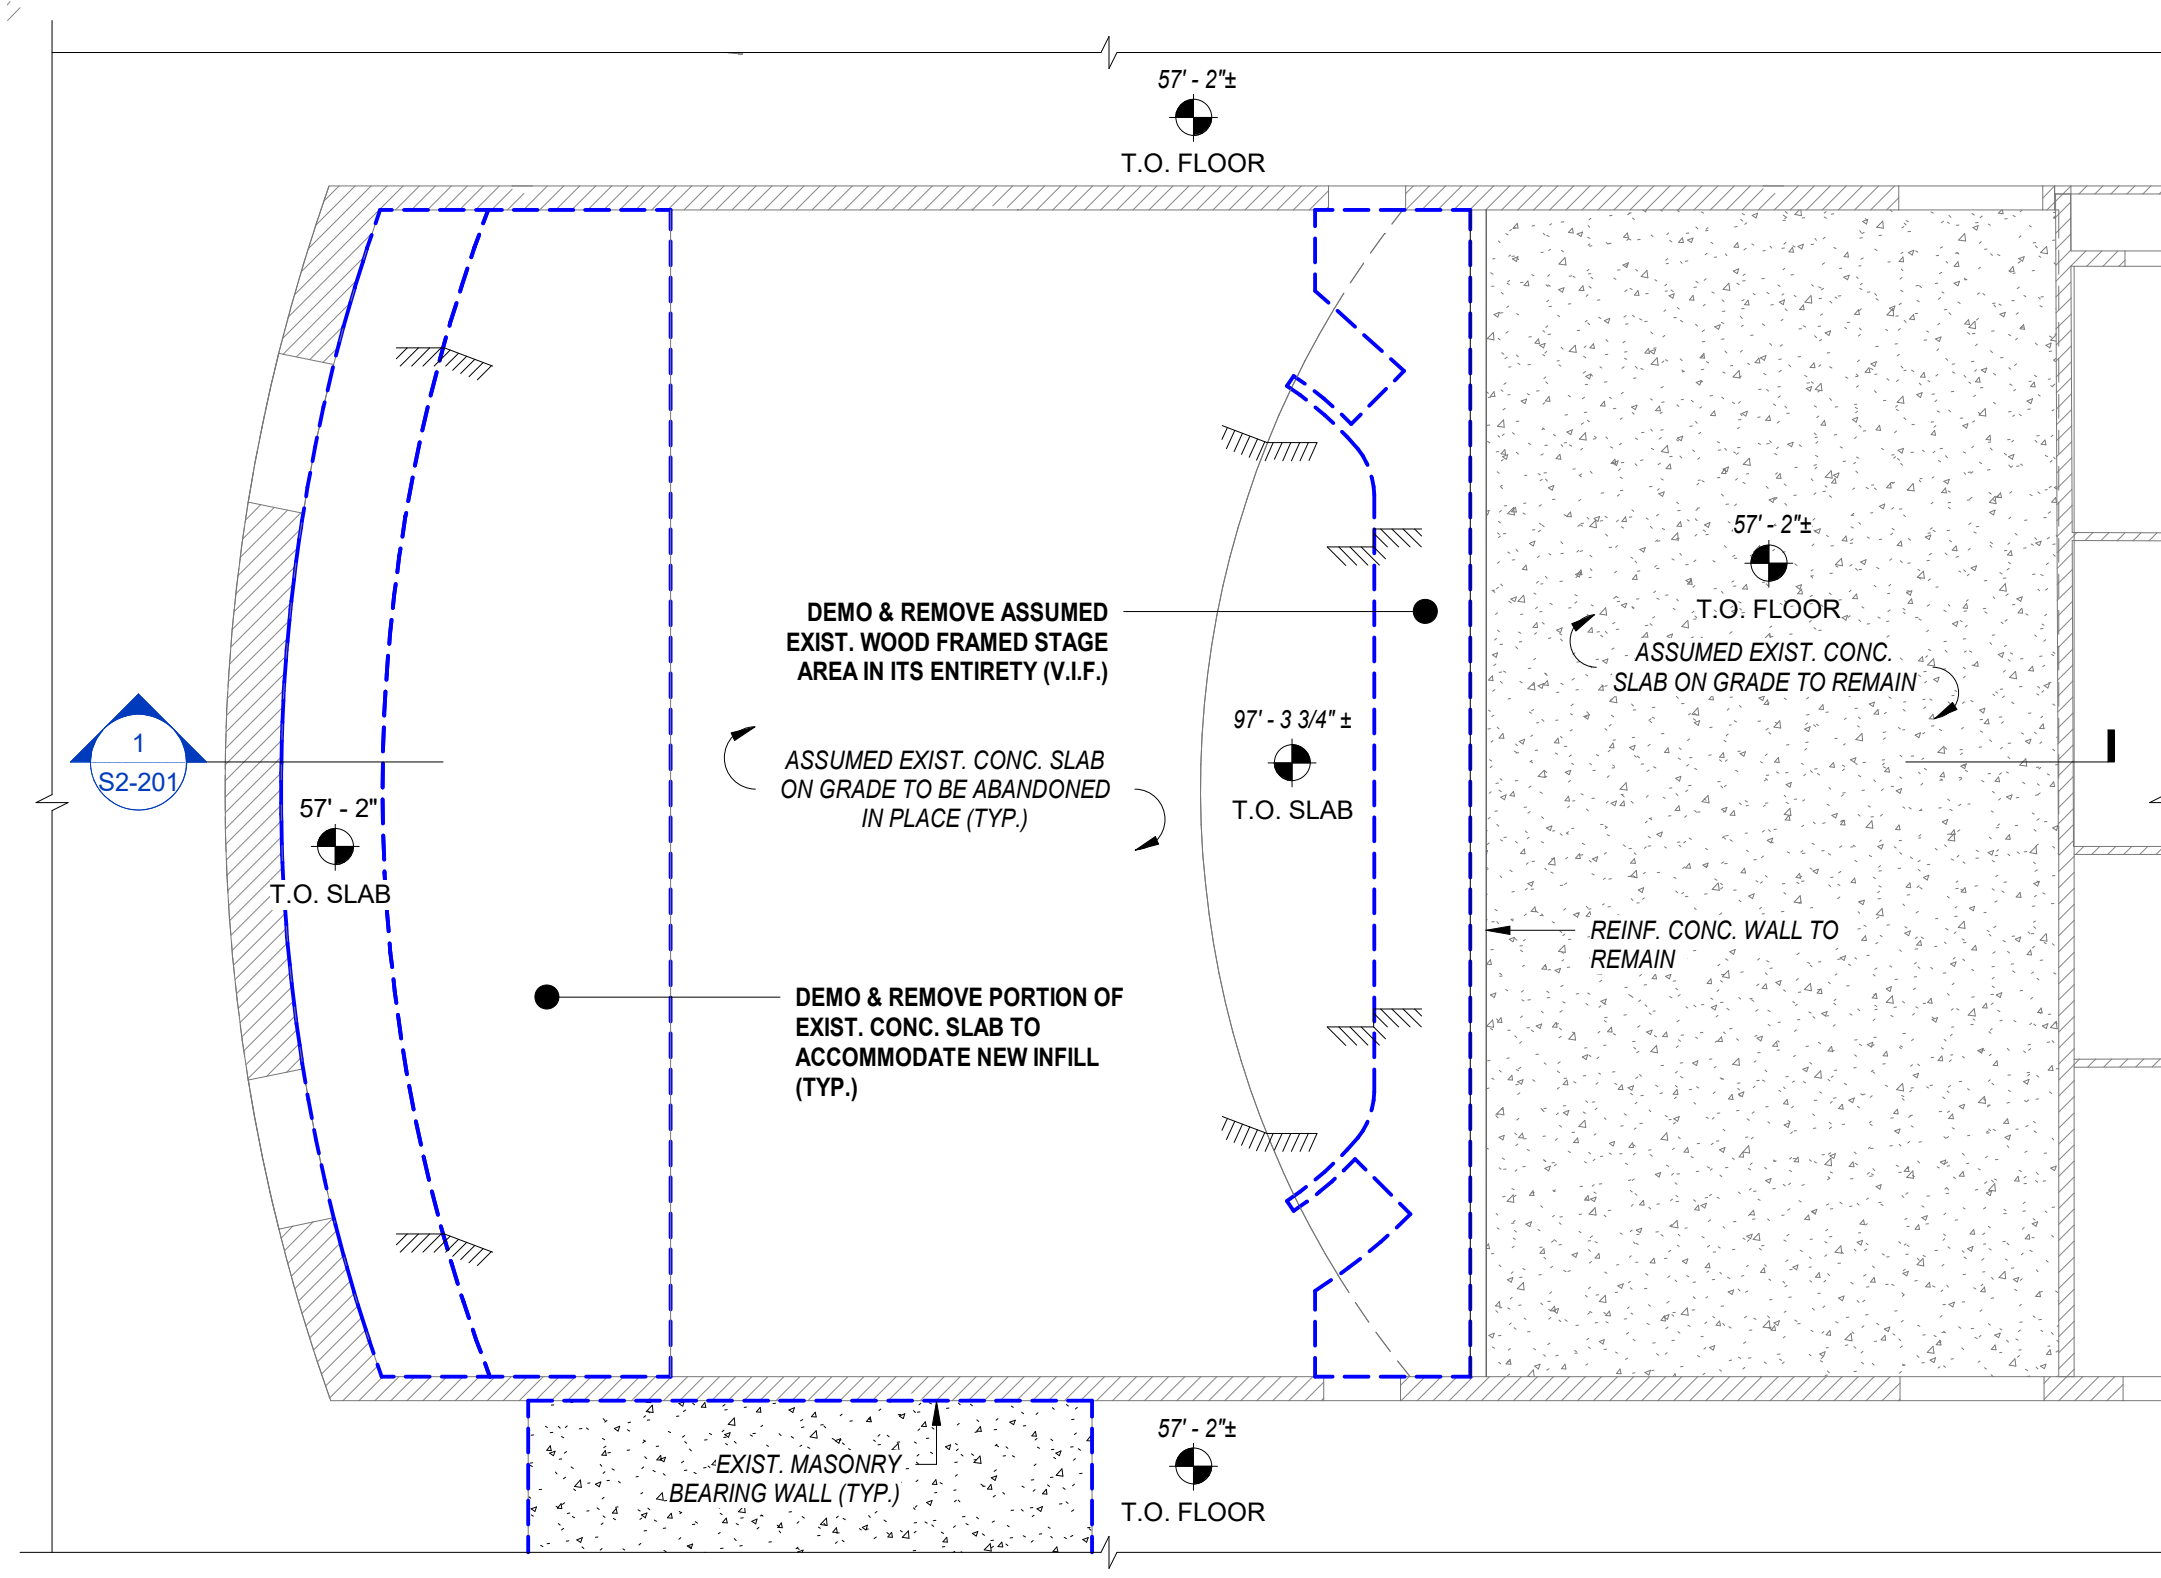 57' - 2"±
T.O. FLOOR
57' - 2"±
T.O. FLOOR
ASSUMED EXIST. CONC.
SLAB ON GRADE TO REMAIN
DEMO & REMOVE ASSUMED
EXIST. WOOD FRAMED STAGE
AREA IN ITS ENTIRETY (V.I.F.)
97' - 3 3/4" ±
T.O. SLAB
ASSUMED EXIST. CONC. SLAB
ON GRADE TO BE ABANDONED
IN PLACE (TYP.)
1
S2-201
57' - 2"
T.O. SLAB
REINF. CONC. WALL TO
REMAIN
DEMO & REMOVE PORTION OF
EXIST. CONC. SLAB TO
ACCOMMODATE NEW INFILL
(TYP.)
EXIST. MASONRY
BEARING WALL (TYP.)
57' - 2"±
T.O. FLOOR